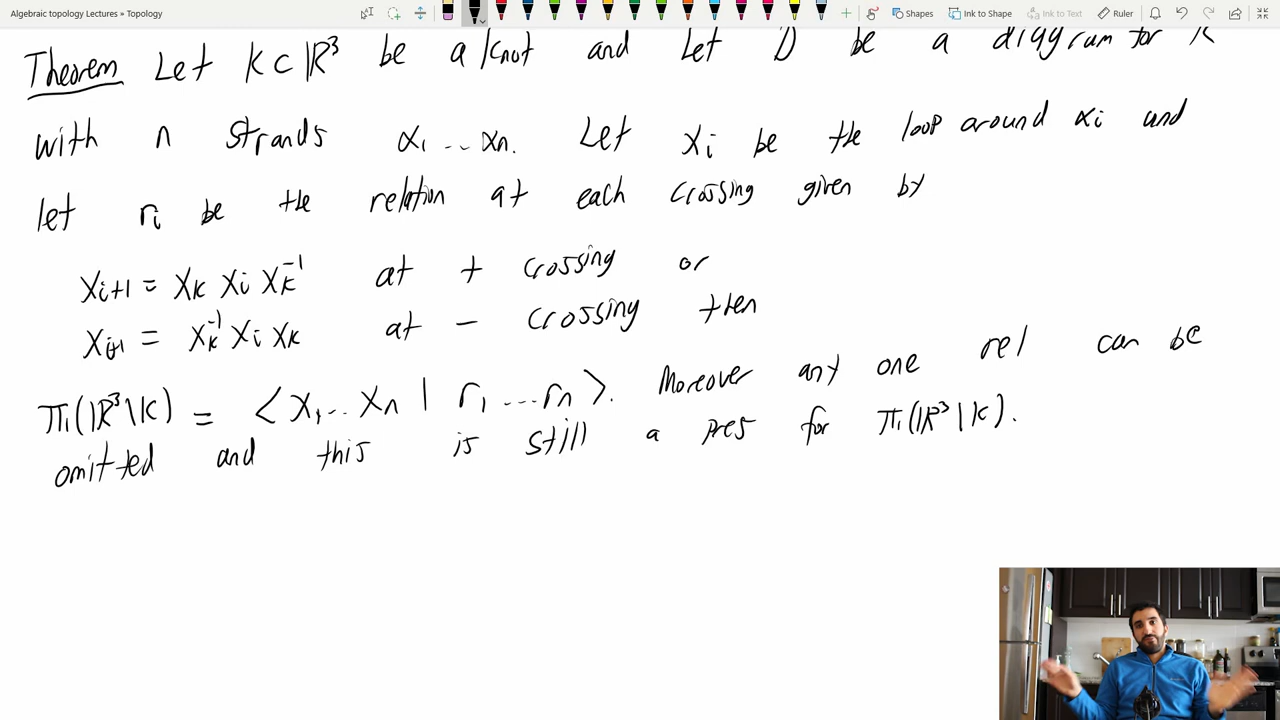 Algebraic topology Lectures » Topology
Shapes Ink to Shape Ink to Text Ruler
Theorem Let K ⊂ ℝ³ be a knot and Let D be a diagram for K
with n strands α₁ ... αₙ. Let xᵢ be the loop around αᵢ and
let rᵢ be the relation at each crossing given by
xᵢ₊₁ = xₖ xᵢ xₖ⁻¹ at + crossing or
xᵢ₊₁ = xₖ⁻¹ xᵢ xₖ at - crossing then
π₁(ℝ³\K) = < x₁... xₙ | r₁ ... rₙ >. Moreover any one rel can be
omitted and this is still a pres for π₁(ℝ³\K).